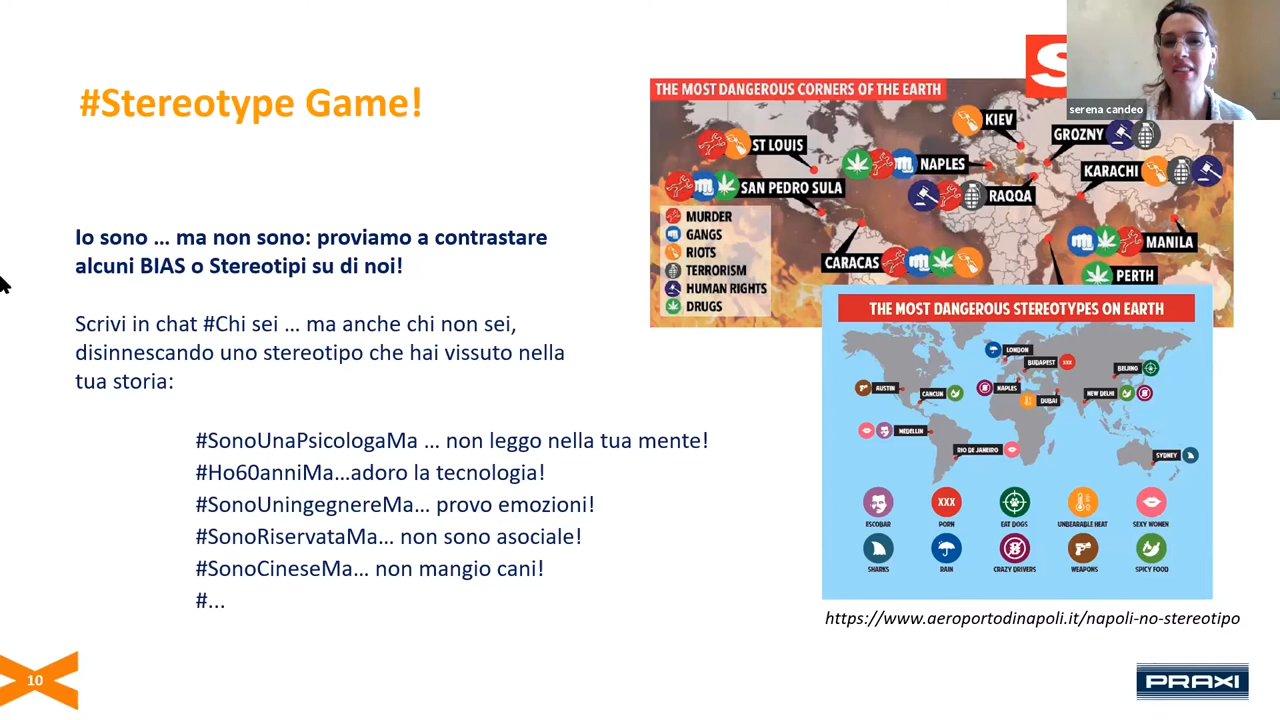 #Stereotype Game!
Io sono ... ma non sono: proviamo a contrastare
alcuni BIAS o Stereotipi su di noi!
Scrivi in chat #Chi sei ... ma anche chi non sei,
disinnescando uno stereotipo che hai vissuto nella
tua storia:
#SonoUnaPsicologaMa ... non leggo nella tua mente!
#Ho60anniMa...adoro la tecnologia!
#SonoUningegnereMa... provo emozioni!
#SonoRiservataMa... non sono asociale!
#SonoCineseMa... non mangio cani!
#...
10
S
serena candeo
THE MOST DANGEROUS CORNERS OF THE EARTH
KIEV
GROZNY
ST LOUIS
NAPLES
KARACHI
SAN PEDRO SULA
RAQQA
MURDER
GANGS
RIOTS
TERRORISM
HUMAN RIGHTS
DRUGS
CARACAS
MANILA
PERTH
THE MOST DANGEROUS STEREOTYPES ON EARTH
LONDON
BUDAPEST
XXX
BEIJING
AUSTIN
CANCUN
NAPLES
DUBAI
NEW DELHI
MEDELLIN
RIO DE JANEIRO
SYDNEY
XXX
ESCOBAR
PORN
EAT DOGS
UNBEARABLE HEAT
SEXY WOMEN
SHARKS
RAIN
CRAZY DRIVERS
WEAPONS
SPICY FOOD
https://www.aeroportodinapoli.it/napoli-no-stereotipo
PRAXI